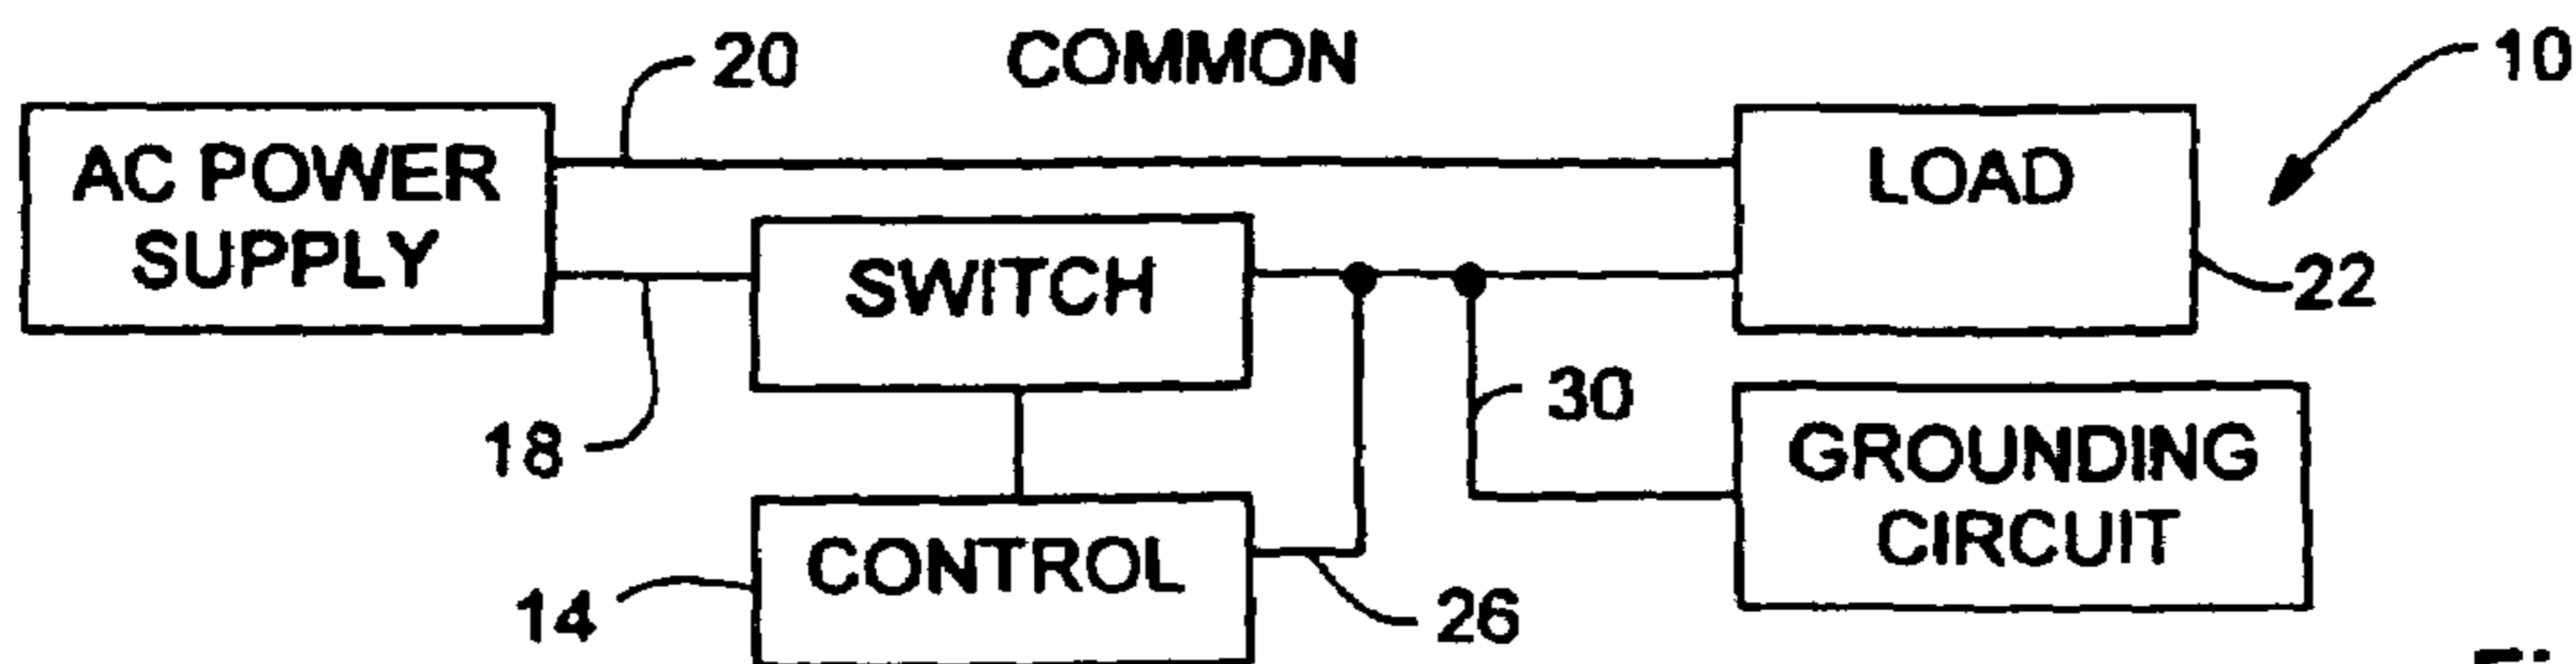 20
COMMON
10
AC POWER
SUPPLY
LOAD
SWITCH
22
18
30
GROUNDING
CIRCUIT
CONTROL
14
26